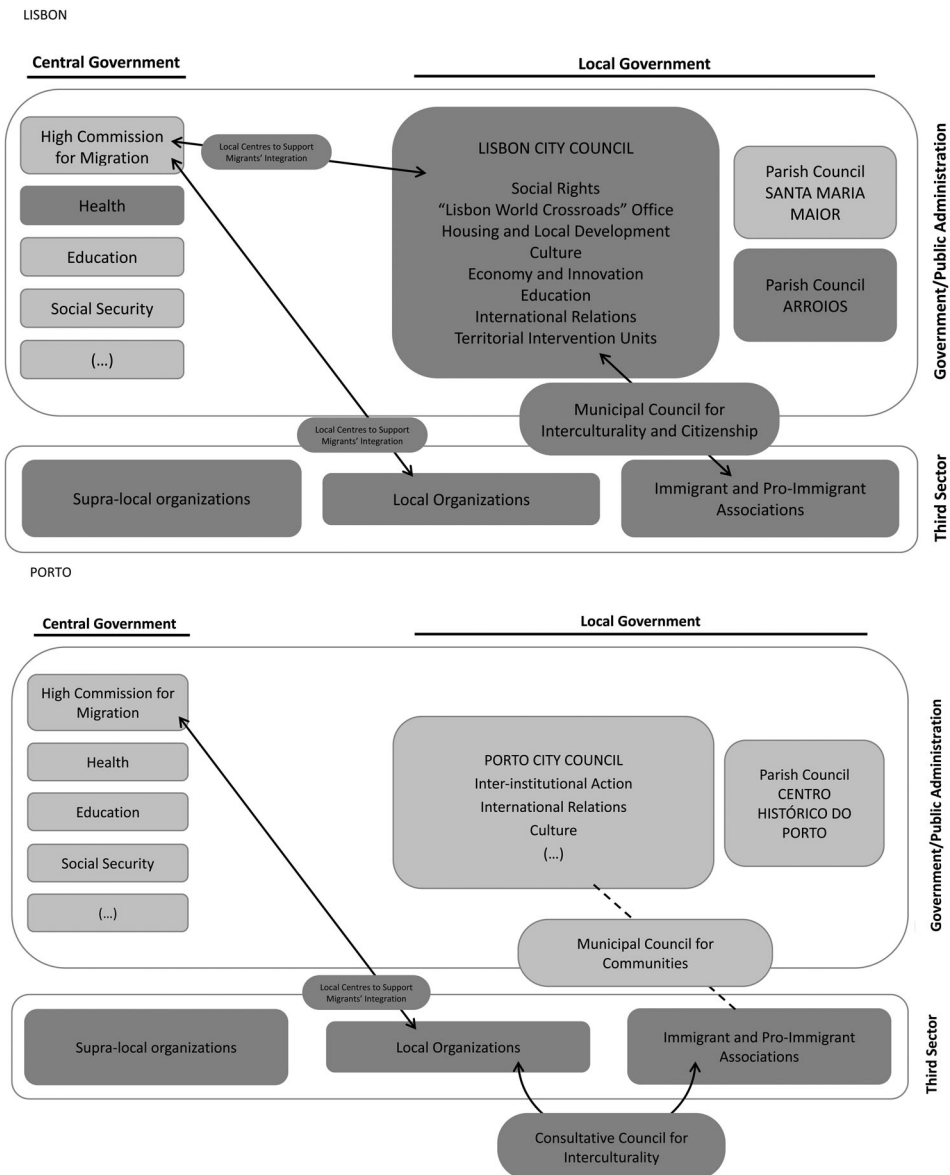 LISBON
Central Government
Local Government
High Commission
for Migration
Local Centres to Support
Migrants' Integration
Health
Education
Social Security
(...)
LISBON CITY COUNCIL
Social Rights
“Lisbon World Crossroads” Office
Housing and Local Development
Culture
Economy and Innovation
Education
International Relations
Territorial Intervention Units
Parish Council
SANTA MARIA
MAIOR
Parish Council
ARROIOS
Government/Public Administration
Municipal Council for
Interculturality and Citizenship
Local Centres to Support
Migrants' Integration
Supra-local organizations
Local Organizations
Immigrant and Pro-Immigrant
Associations
Third Sector
PORTO
Central Government
Local Government
High Commission for
Migration
Health
Education
Social Security
(...)
PORTO CITY COUNCIL
Inter-institutional Action
International Relations
Culture
(...)
Parish Council
CENTRO
HISTÓRICO DO
PORTO
Government/Public Administration
Municipal Council for
Communities
Local Centres to Support
Migrants' Integration
Supra-local organizations
Local Organizations
Immigrant and Pro-Immigrant
Associations
Third Sector
Consultative Council for
Interculturality